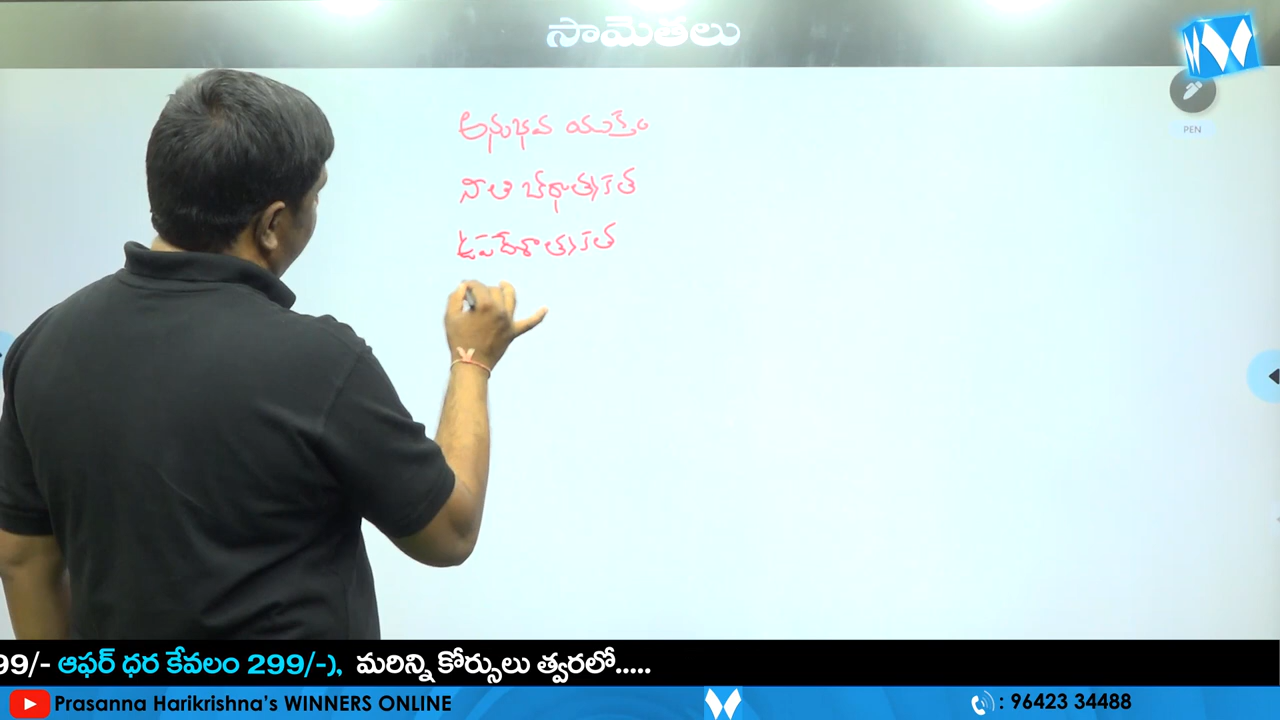 సామెతలు
PEN
అనుభవ యుక్తం
నీతి బోధాత్మకత
ఉపదేశాత్మకత
99/- ఆఫర్ ధర కేవలం 299/-), మరిన్ని కోర్సులు త్వరలో.....
Prasanna Harikrishna's WINNERS ONLINE
: 96423 34488